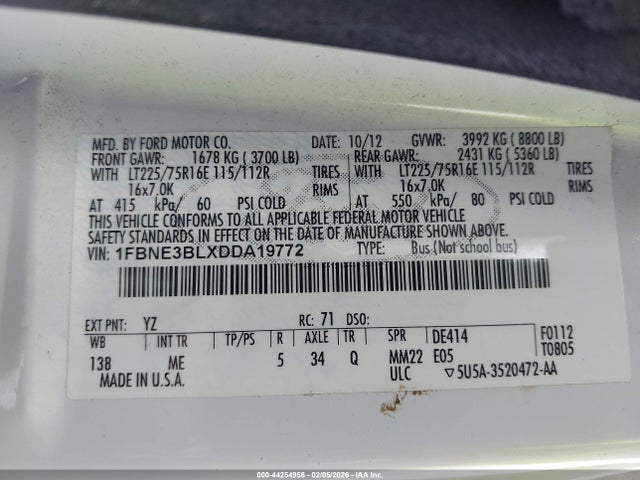 MFD. BY FORD MOTOR CO. DATE: 10/12 GVWR: 3992 KG ( 8800 LB)
FRONT GAWR: 1678 KG ( 3700 LB) REAR GAWR: 2431 KG ( 5360 LB)
WITH LT225/75R16E 115/112R TIRES WITH LT225/75R16E 115/112R TIRES
16x7.0K RIMS 16x7.0K RIMS
AT 415 kPa/ 60 PSI COLD AT 550 kPa/ 80 PSI COLD
THIS VEHICLE CONFORMS TO ALL APPLICABLE FEDERAL MOTOR VEHICLE
SAFETY STANDARDS IN EFFECT ON THE DATE OF MANUFACTURE SHOWN ABOVE.
VIN: 1FBNE3BLXDDA19772 TYPE: Bus (Not school bus)
EXT PNT: YZ RC: 71 DSO:
WB INT TR TP/PS R AXLE TR SPR DE414 F0112
138 ME 5 34 Q MM22 E05 T0805
MADE IN U.S.A. ULC ▽5U5A-3520472-AA
000-44254956 - 02/05/2026 - IAA Inc.